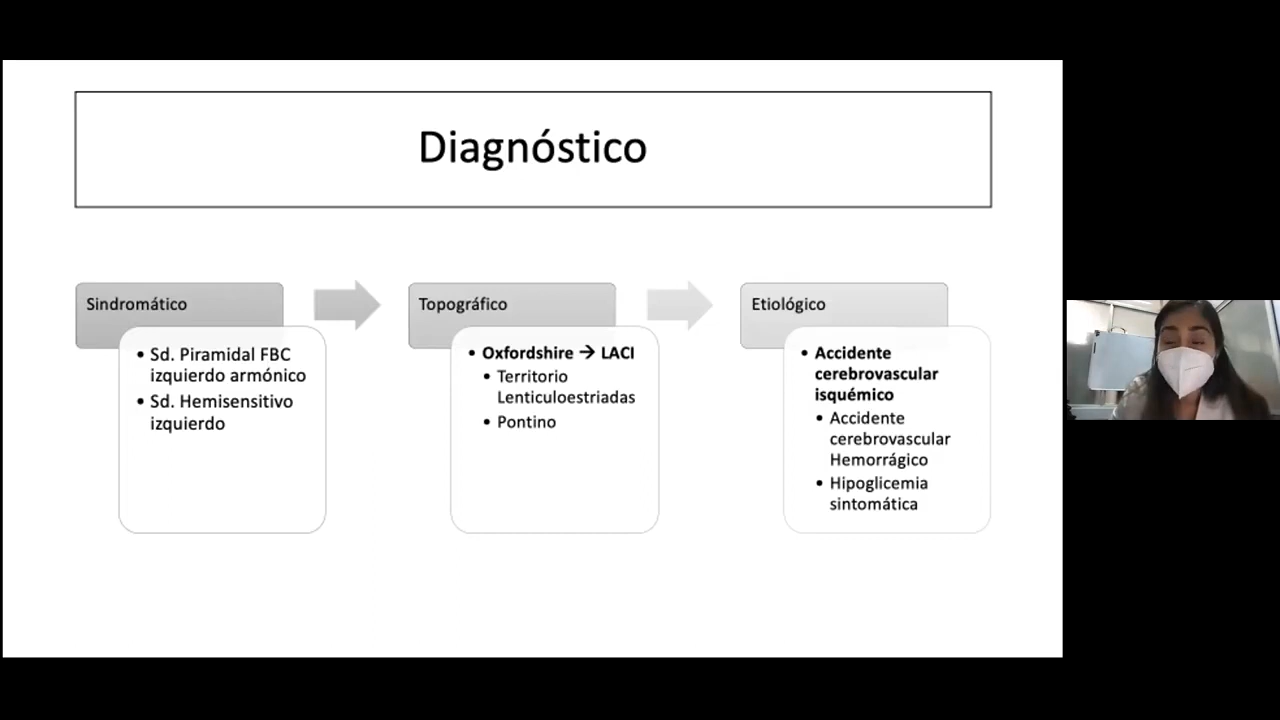 Diagnóstico
Sindromático
• Sd. Piramidal FBC
izquierdo armónico
• Sd. Hemisensitivo
izquierdo
Topográfico
• Oxfordshire → LACI
• Territorio
Lenticuloestriadas
• Pontino
Etiológico
• Accidente
cerebrovascular
isquémico
• Accidente
cerebrovascular
Hemorrágico
• Hipoglicemia
sintomática